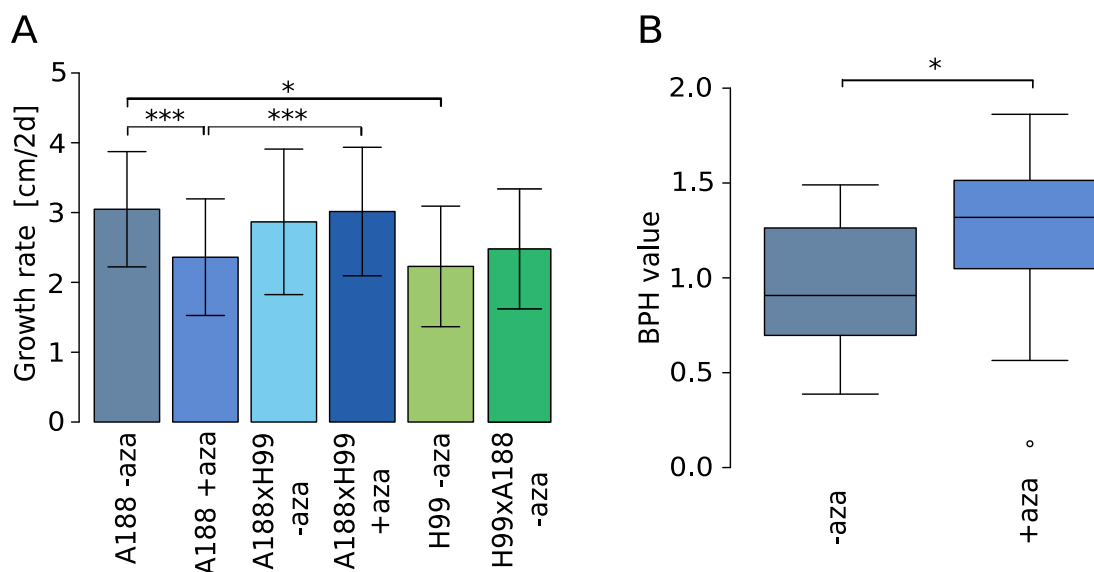 A
Growth rate [cm/2d]
5
4
3
2
1
0
*
***
***
A188 -aza
A188 +aza
A188xH99
-aza
A188xH99
+aza
H99 -aza
H99xA188
-aza
B
BPH value
2.0
1.5
1.0
0.5
0.0
*
-aza
+aza